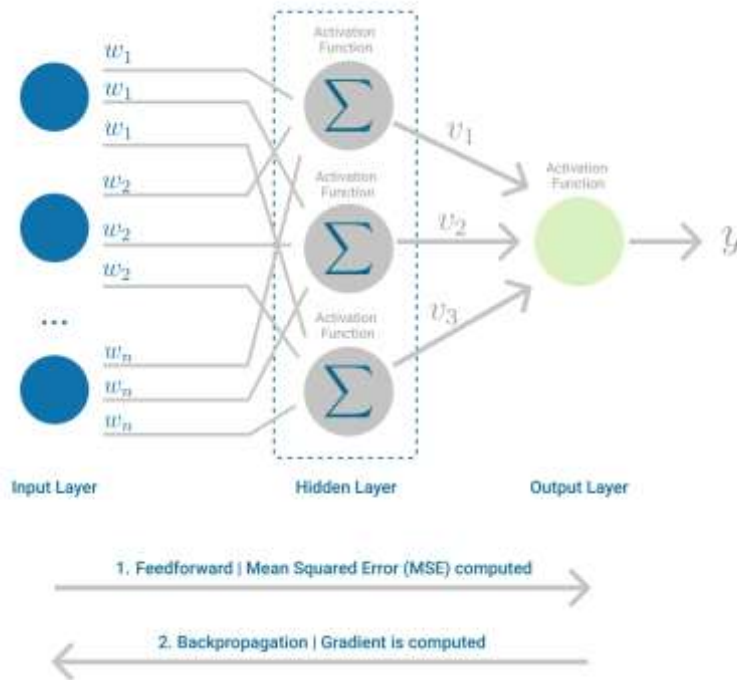 Activation
Function
w₁
w₁
w₁
∑
v₁
Activation
Function
w₂
w₂
w₂
∑
v₂
Activation
Function
y
...
Activation
Function
wₙ
wₙ
wₙ
∑
v₃
Input Layer
Hidden Layer
Output Layer
1. Feedforward | Mean Squared Error (MSE) computed
2. Backpropagation | Gradient is computed